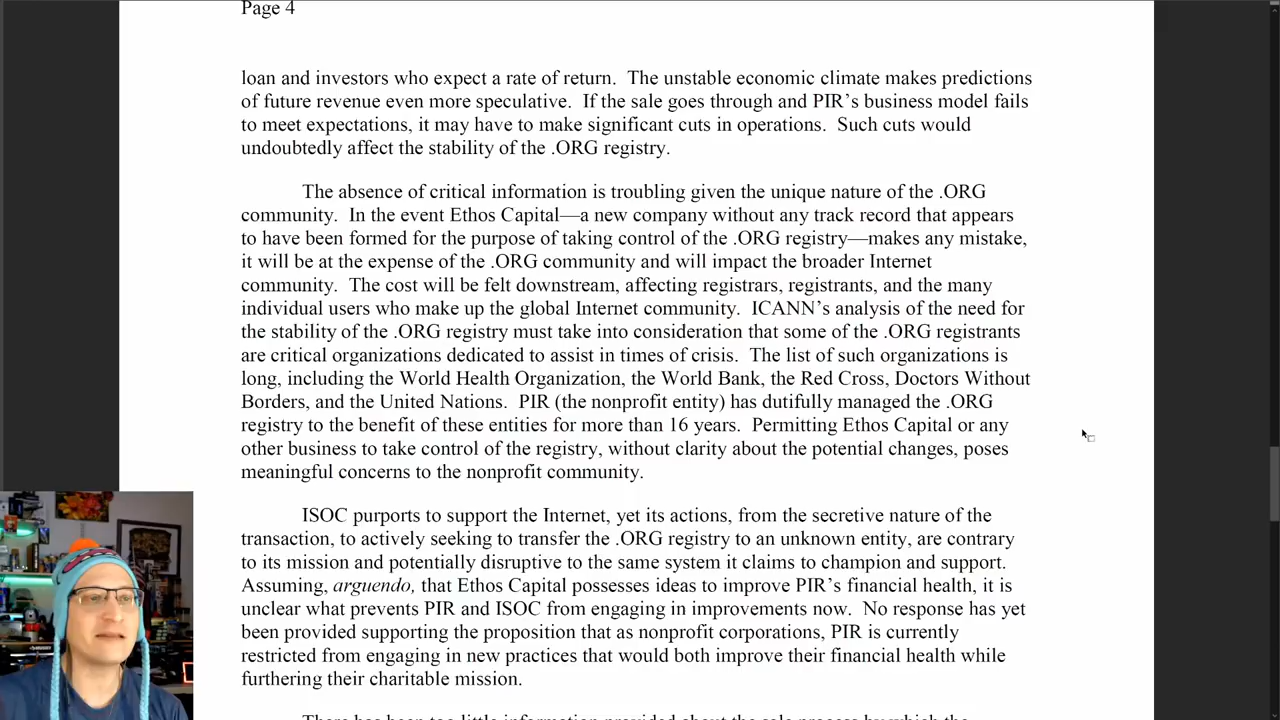 Page 4
loan and investors who expect a rate of return.  The unstable economic climate makes predictions
of future revenue even more speculative.  If the sale goes through and PIR’s business model fails
to meet expectations, it may have to make significant cuts in operations.  Such cuts would
undoubtedly affect the stability of the .ORG registry.
The absence of critical information is troubling given the unique nature of the .ORG
community.  In the event Ethos Capital—a new company without any track record that appears
to have been formed for the purpose of taking control of the .ORG registry—makes any mistake,
it will be at the expense of the .ORG community and will impact the broader Internet
community.  The cost will be felt downstream, affecting registrars, registrants, and the many
individual users who make up the global Internet community.  ICANN’s analysis of the need for
the stability of the .ORG registry must take into consideration that some of the .ORG registrants
are critical organizations dedicated to assist in times of crisis.  The list of such organizations is
long, including the World Health Organization, the World Bank, the Red Cross, Doctors Without
Borders, and the United Nations.  PIR (the nonprofit entity) has dutifully managed the .ORG
registry to the benefit of these entities for more than 16 years.  Permitting Ethos Capital or any
other business to take control of the registry, without clarity about the potential changes, poses
meaningful concerns to the nonprofit community.
ISOC purports to support the Internet, yet its actions, from the secretive nature of the
transaction, to actively seeking to transfer the .ORG registry to an unknown entity, are contrary
to its mission and potentially disruptive to the same system it claims to champion and support.
Assuming, arguendo, that Ethos Capital possesses ideas to improve PIR’s financial health, it is
unclear what prevents PIR and ISOC from engaging in improvements now.  No response has yet
been provided supporting the proposition that as nonprofit corporations, PIR is currently
restricted from engaging in new practices that would both improve their financial health while
furthering their charitable mission.
There has been too little information provided about the sale process by which the